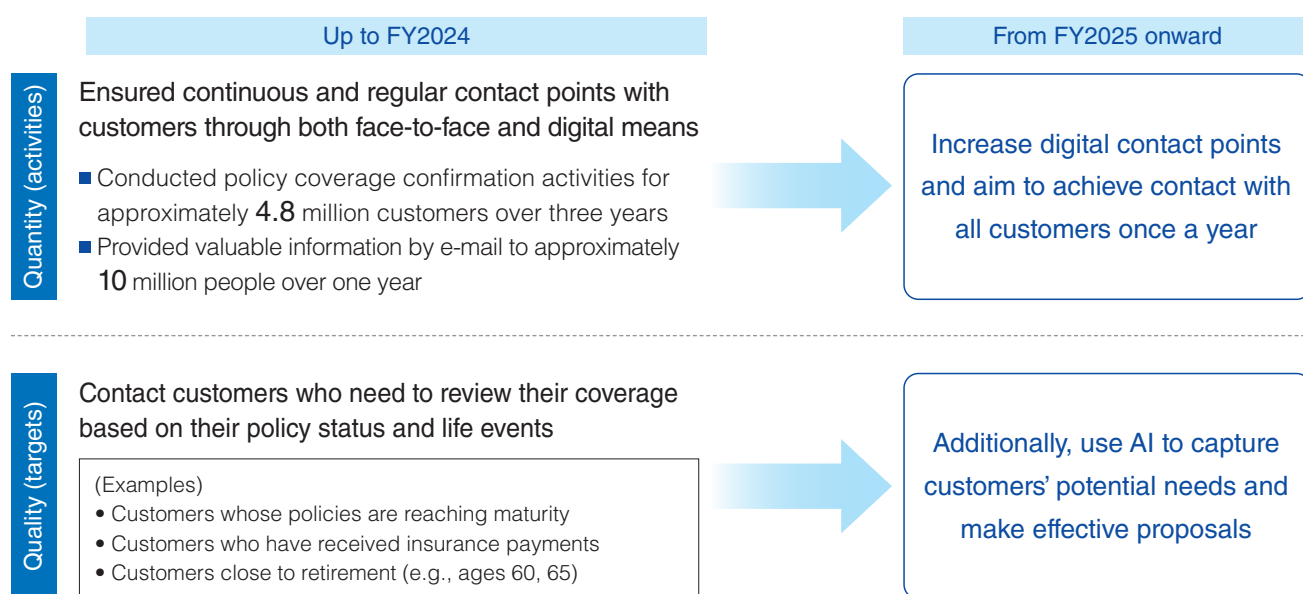 Up to FY2024
From FY2025 onward
Quantity (activities)
Ensured continuous and regular contact points with
customers through both face-to-face and digital means
■ Conducted policy coverage confirmation activities for
approximately 4.8 million customers over three years
■ Provided valuable information by e-mail to approximately
10 million people over one year
Increase digital contact points
and aim to achieve contact with
all customers once a year
Quality (targets)
Contact customers who need to review their coverage
based on their policy status and life events
(Examples)
• Customers whose policies are reaching maturity
• Customers who have received insurance payments
• Customers close to retirement (e.g., ages 60, 65)
Additionally, use AI to capture
customers’ potential needs and
make effective proposals